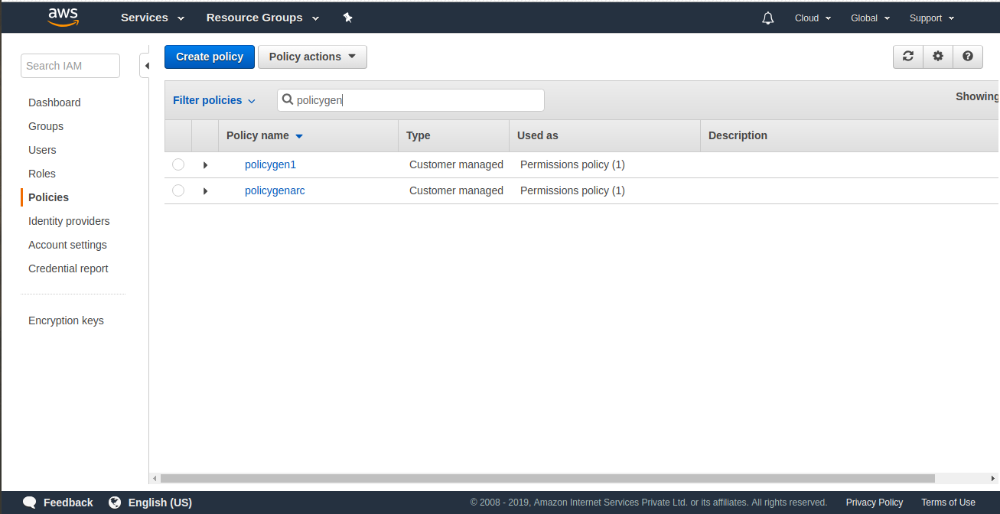 aws Services Resource Groups Cloud Global Support
Search IAM
Create policy Policy actions
Dashboard
Groups
Users
Roles
Policies
Identity providers
Account settings
Credential report
Encryption keys
Filter policies policygen Showing
Policy name Type Used as Description
policygen1 Customer managed Permissions policy (1)
policygenarc Customer managed Permissions policy (1)
Feedback English (US) © 2008 - 2019, Amazon Internet Services Private Ltd. or its affiliates. All rights reserved. Privacy Policy Terms of Use